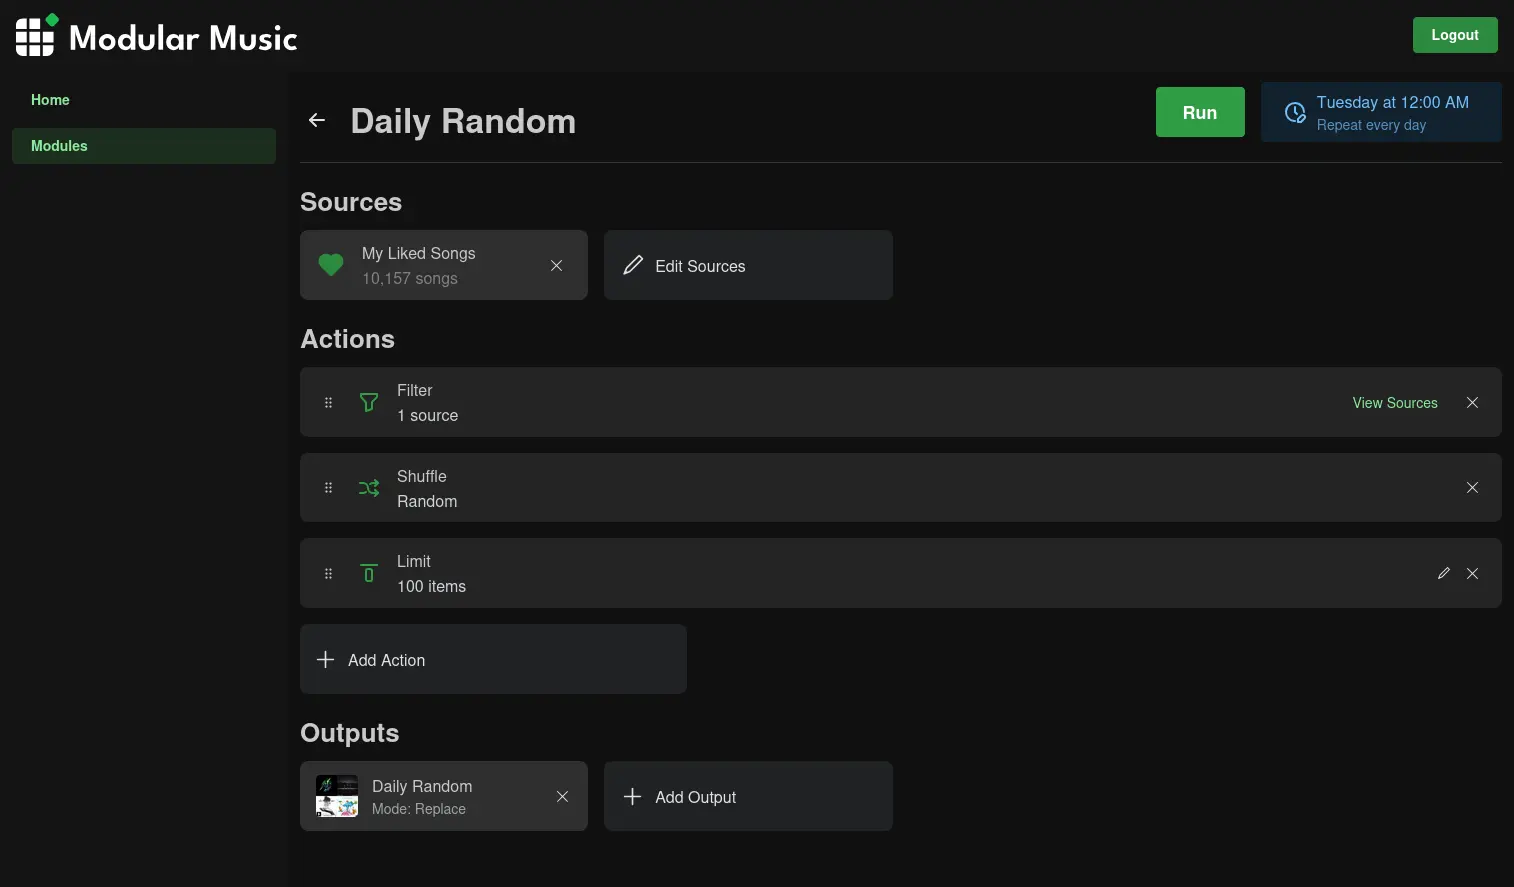 Modular Music
Logout
Home
Modules
Daily Random
Run
Tuesday at 12:00 AM
Repeat every day
Sources
My Liked Songs
10,157 songs
Edit Sources
Actions
Filter
1 source
View Sources
Shuffle
Random
Limit
100 items
Add Action
Outputs
Daily Random
Mode: Replace
Add Output